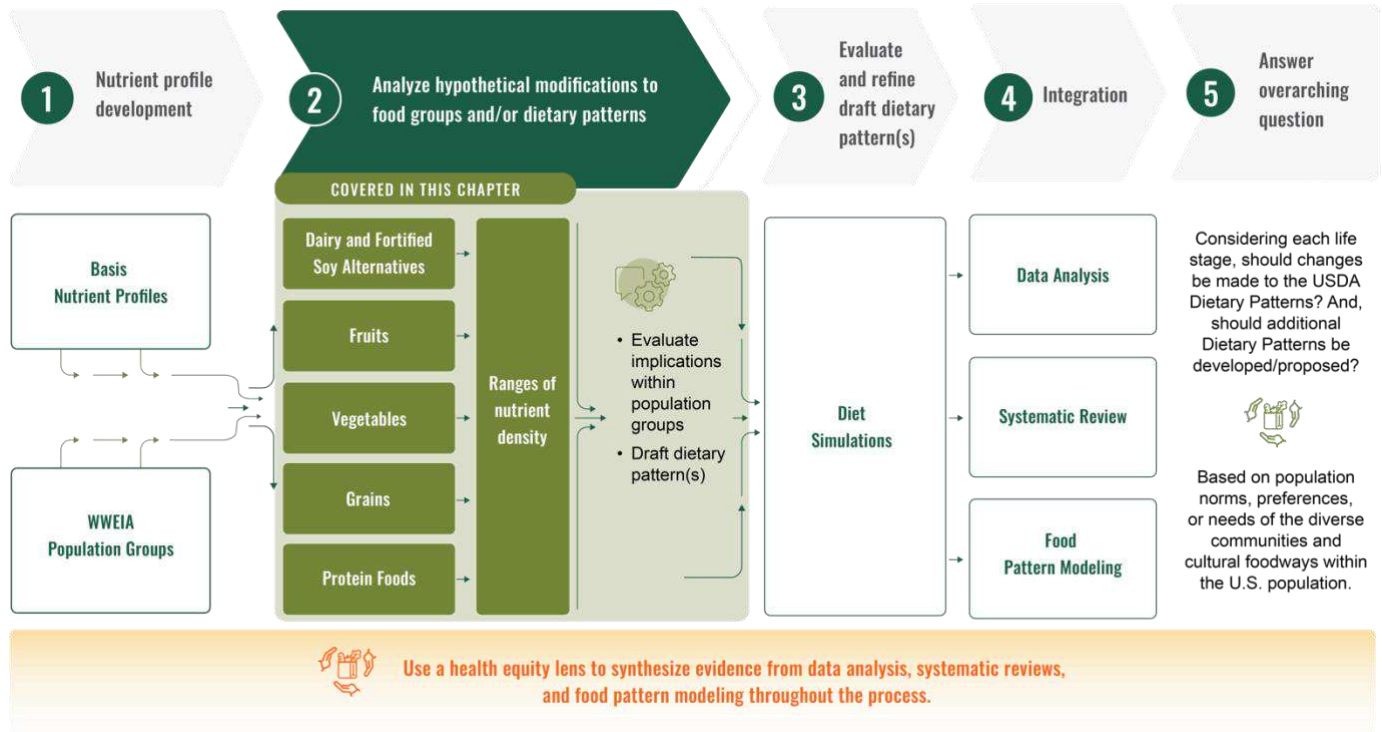 1
Nutrient profile
development
2
Analyze hypothetical modifications to
food groups and/or dietary patterns
3
Evaluate
and refine
draft dietary
pattern(s)
4
Integration
5
Answer
overarching
question
COVERED IN THIS CHAPTER
Basis
Nutrient Profiles
WWEIA
Population Groups
Dairy and Fortified
Soy Alternatives
Fruits
Vegetables
Grains
Protein Foods
Ranges of
nutrient
density
• Evaluate
implications
within
population
groups
• Draft dietary
pattern(s)
Diet
Simulations
Data Analysis
Systematic Review
Food
Pattern Modeling
Considering each life
stage, should changes
be made to the USDA
Dietary Patterns? And,
should additional
Dietary Patterns be
developed/proposed?
Based on population
norms, preferences,
or needs of the diverse
communities and
cultural foodways within
the U.S. population.
Use a health equity lens to synthesize evidence from data analysis, systematic reviews,
and food pattern modeling throughout the process.